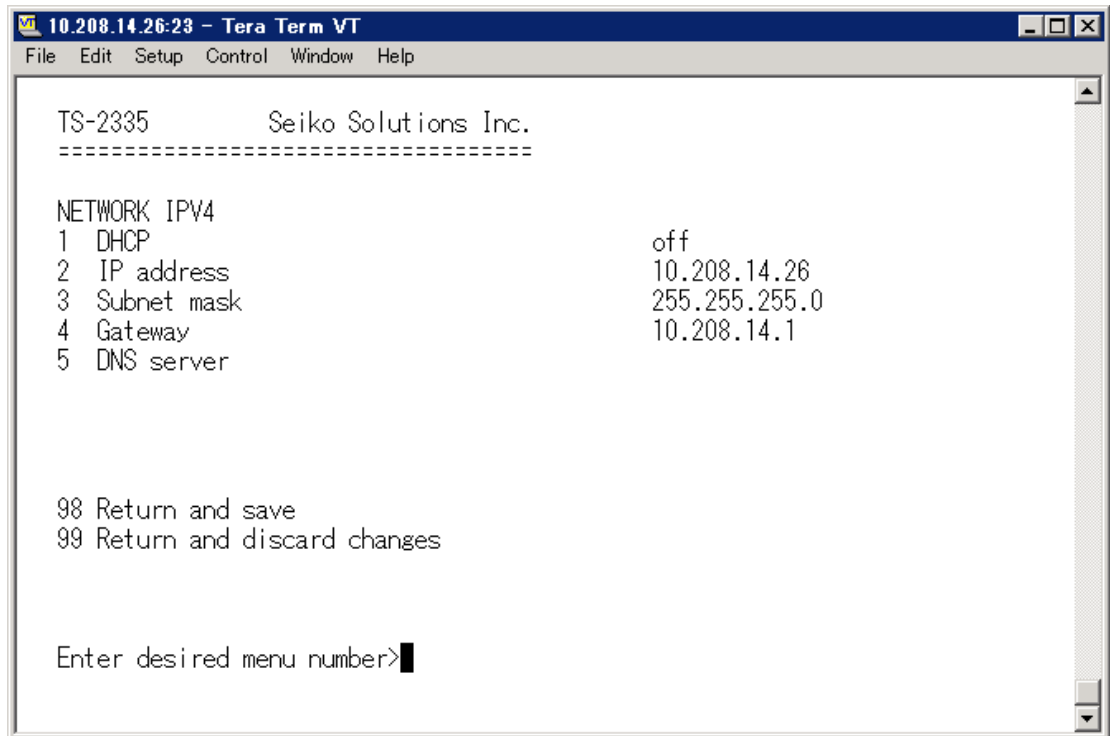 10.208.14.26:23 – Tera Term VT
File Edit Setup Control Window Help
TS-2335 Seiko Solutions Inc.
====================================
NETWORK IPV4
1 DHCP off
2 IP address 10.208.14.26
3 Subnet mask 255.255.255.0
4 Gateway 10.208.14.1
5 DNS server
98 Return and save
99 Return and discard changes
Enter desired menu number>